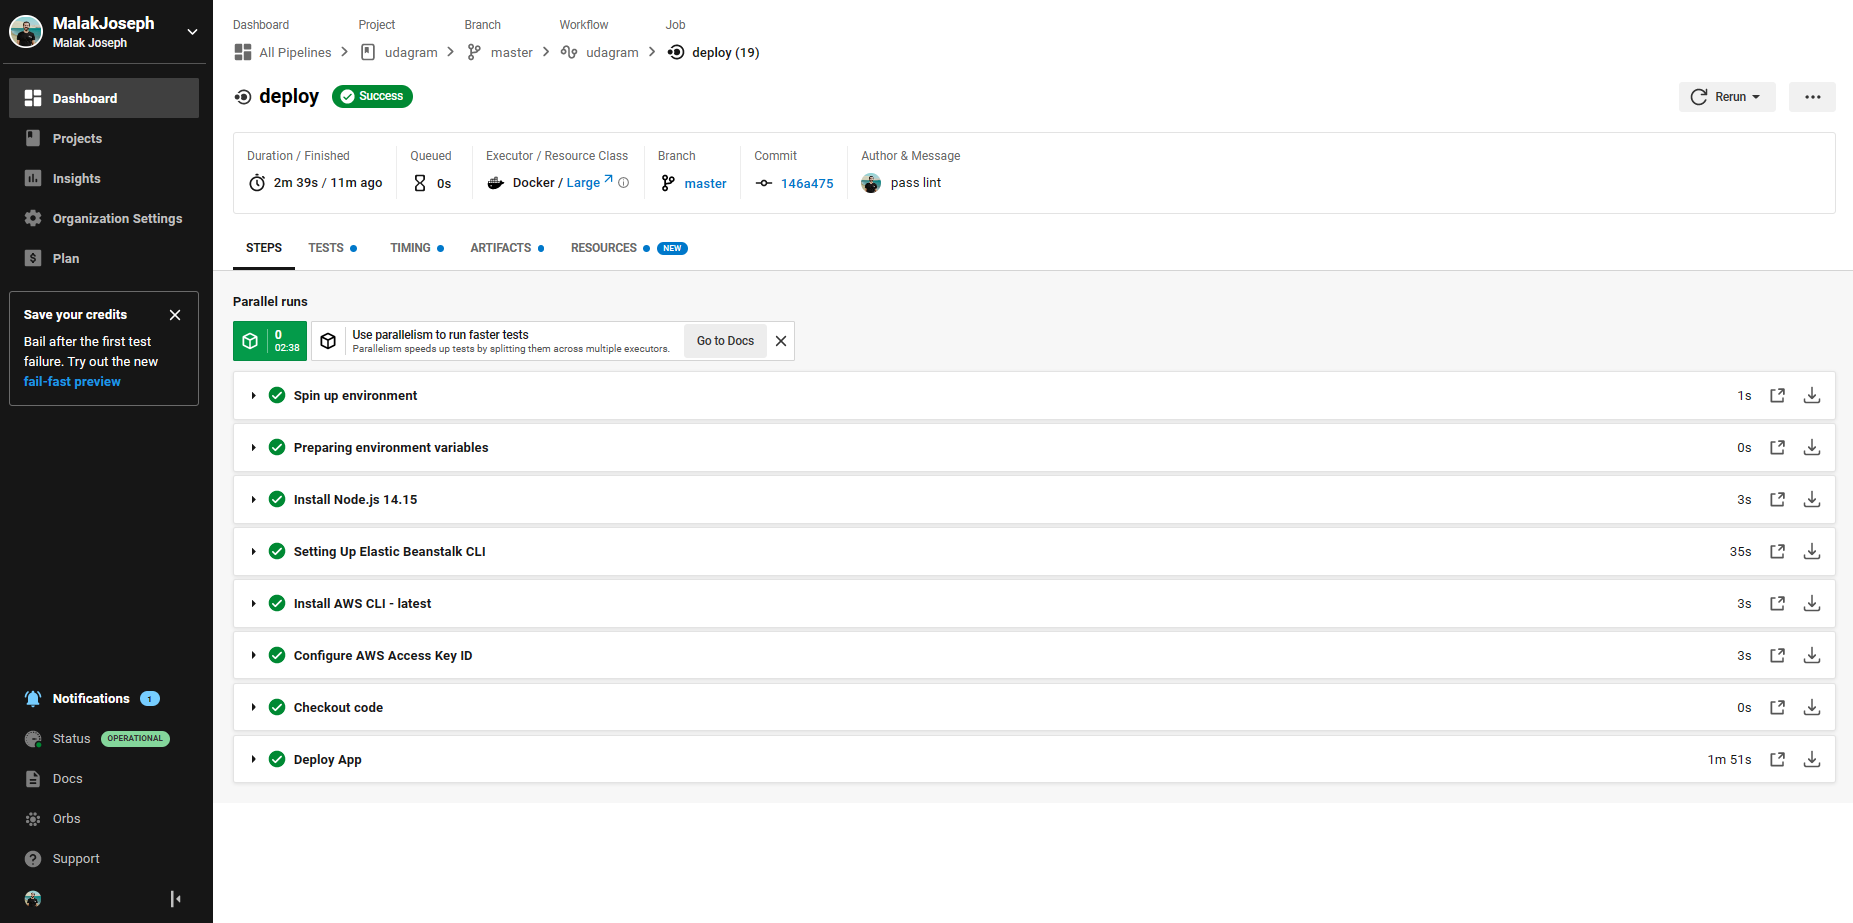 MalakJoseph
Malak Joseph
Dashboard
Projects
Insights
Organization Settings
Plan
Save your credits
Bail after the first test
failure. Try out the new
fail-fast preview
Notifications 1
Status OPERATIONAL
Docs
Orbs
Support
Dashboard Project Branch Workflow Job
All Pipelines udagram master udagram deploy (19)
deploy Success
Rerun
Duration / Finished Queued Executor / Resource Class Branch Commit Author & Message
2m 39s / 11m ago 0s Docker / Large master 146a475 pass lint
STEPS TESTS TIMING ARTIFACTS RESOURCES NEW
Parallel runs
0
02:38
Use parallelism to run faster tests
Parallelism speeds up tests by splitting them across multiple executors.
Go to Docs
Spin up environment 1s
Preparing environment variables 0s
Install Node.js 14.15 3s
Setting Up Elastic Beanstalk CLI 35s
Install AWS CLI - latest 3s
Configure AWS Access Key ID 3s
Checkout code 0s
Deploy App 1m 51s